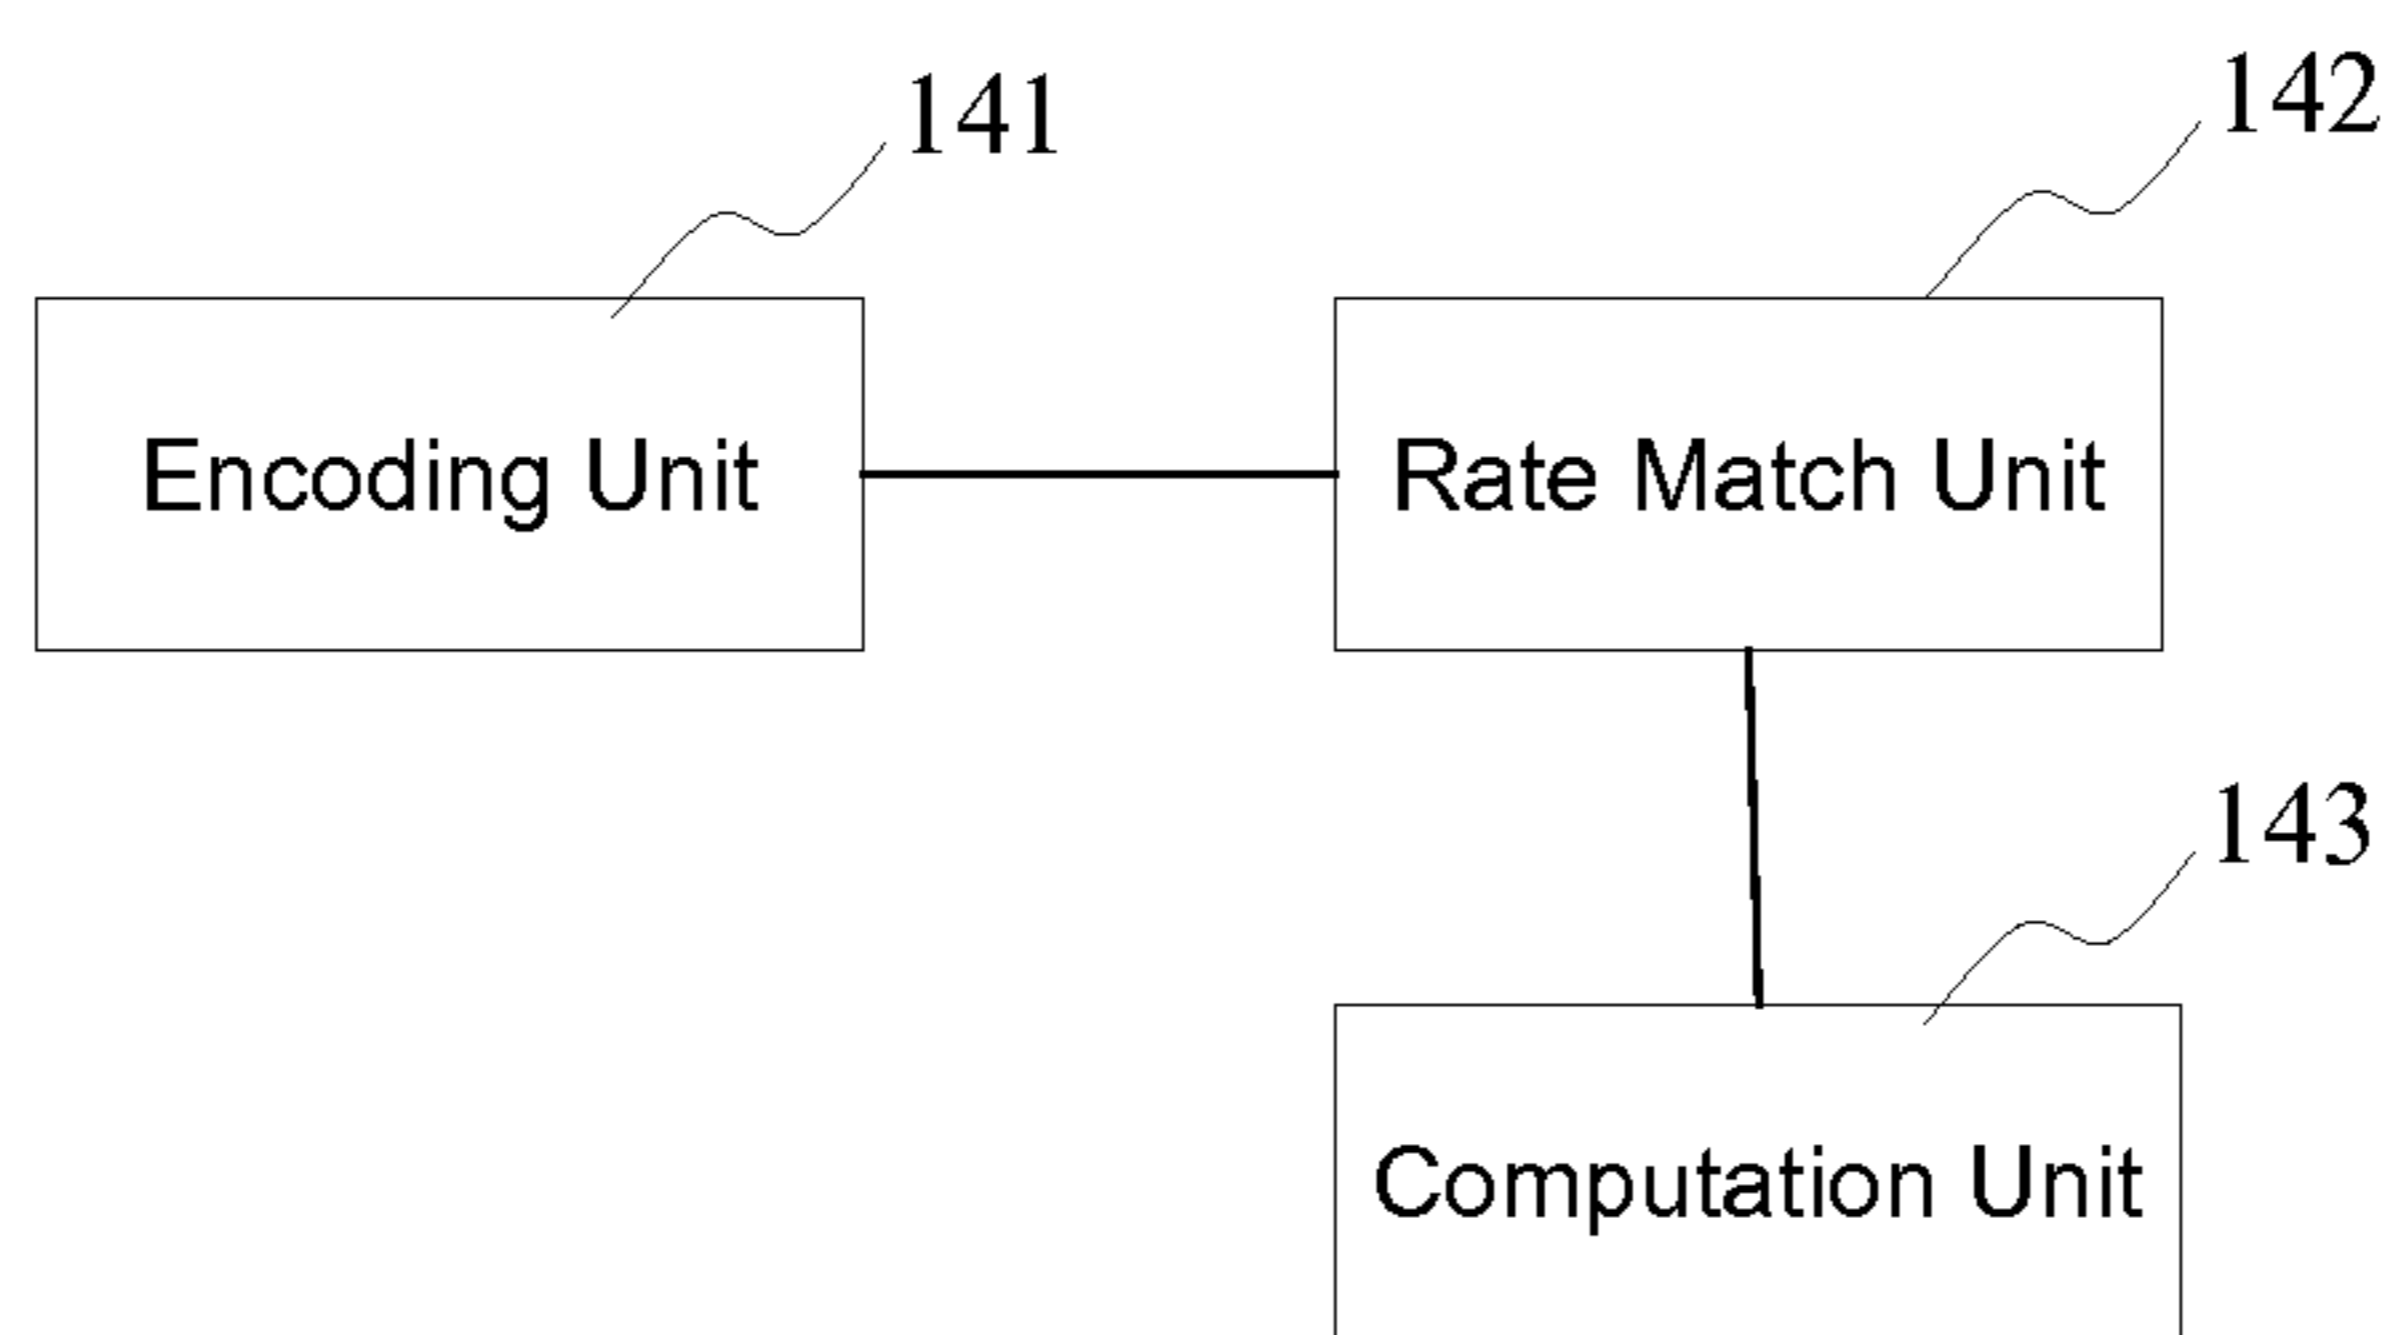 141
142
Encoding Unit
Rate Match Unit
143
Computation Unit